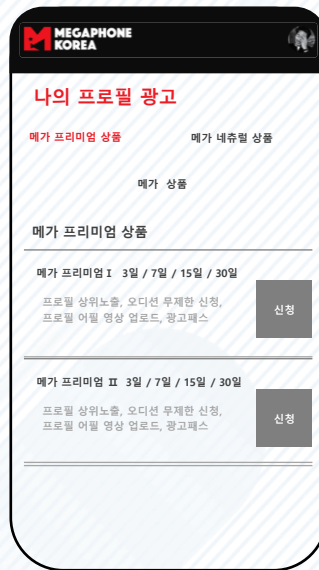 MEGAPHONE
KOREA
나의 프로필 광고
메가 프리미엄 상품 메가 네츄럴 상품
메가 상품
메가 프리미엄 상품
메가 프리미엄 I 3일 / 7일 / 15일 / 30일
프로필 상위노출, 오디션 무제한 신청,
프로필 어필 영상 업로드, 광고패스
신청
메가 프리미엄 II 3일 / 7일 / 15일 / 30일
프로필 상위노출, 오디션 무제한 신청,
프로필 어필 영상 업로드, 광고패스
신청